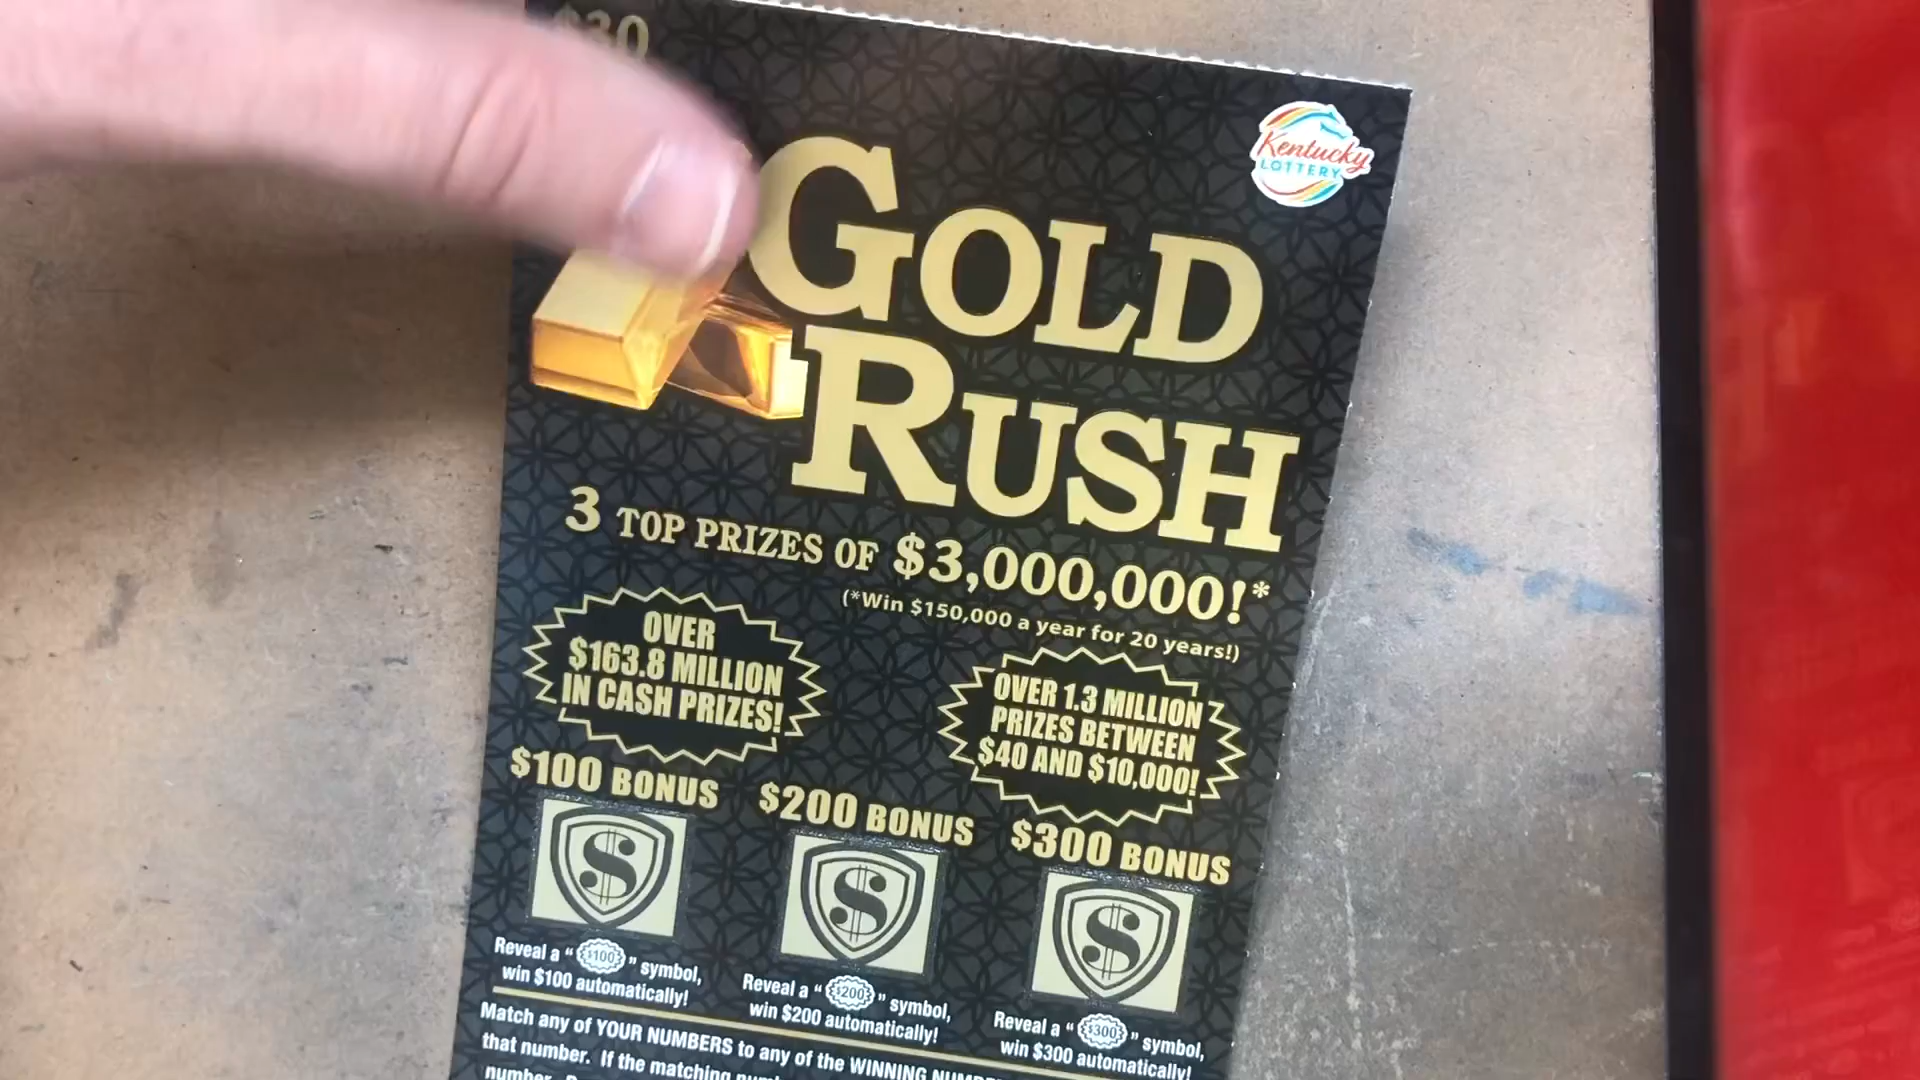 $30
Kentucky
LOTTERY
GOLD
RUSH
3 TOP PRIZES OF $3,000,000!*
(*Win $150,000 a year for 20 years!)
OVER
$163.8 MILLION
IN CASH PRIZES!
OVER 1.3 MILLION
PRIZES BETWEEN
$40 AND $10,000!
$100 BONUS
$200 BONUS
$300 BONUS
Reveal a "$100" symbol,
win $100 automatically!
Reveal a "$200" symbol,
win $200 automatically!
Reveal a "$300" symbol,
win $300 automatically!
Match any of YOUR NUMBERS to any of the WINNING
that number. If the matching
number.